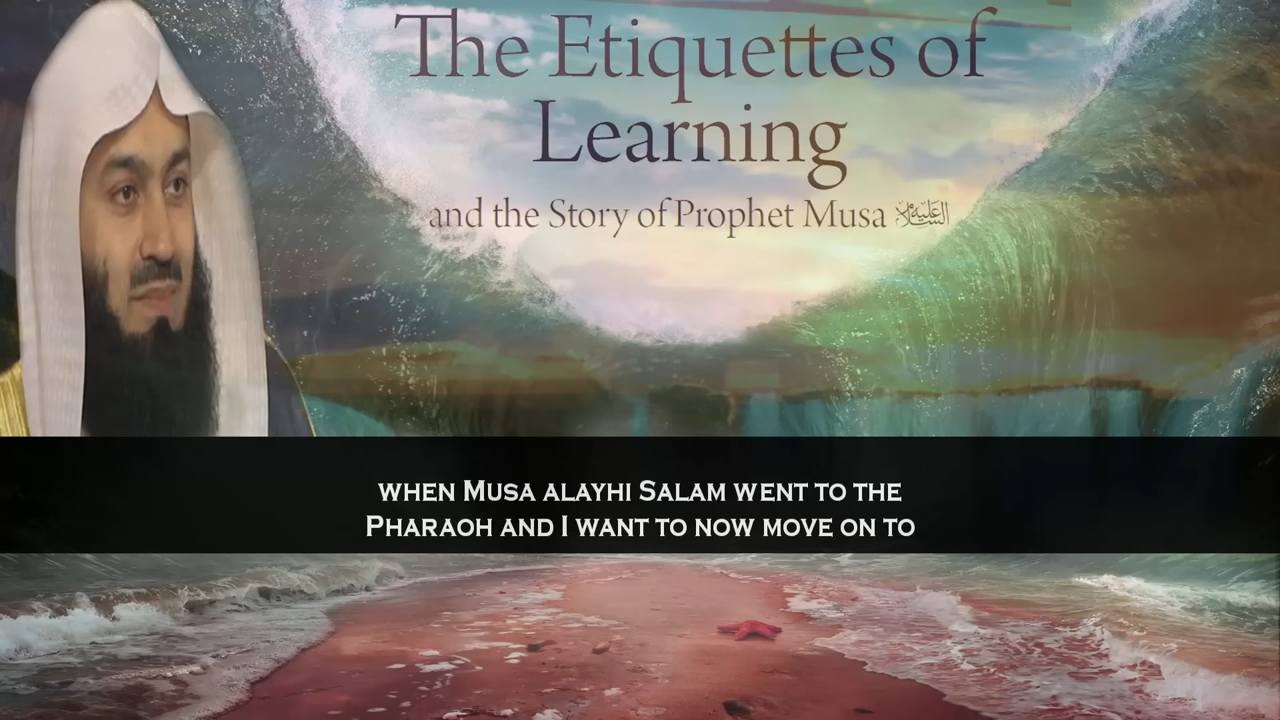 The Etiquettes of
Learning
and the Story of Prophet Musa عليه السلام
WHEN MUSA ALAYHI SALAM WENT TO THE
PHARAOH AND I WANT TO NOW MOVE ON TO